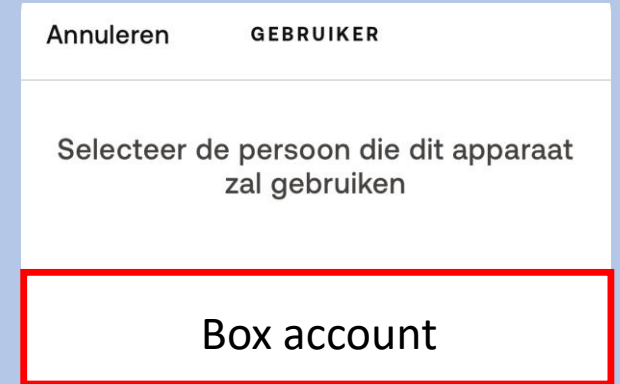 Annuleren GEBRUIKER
Selecteer de persoon die dit apparaat
zal gebruiken
Box account